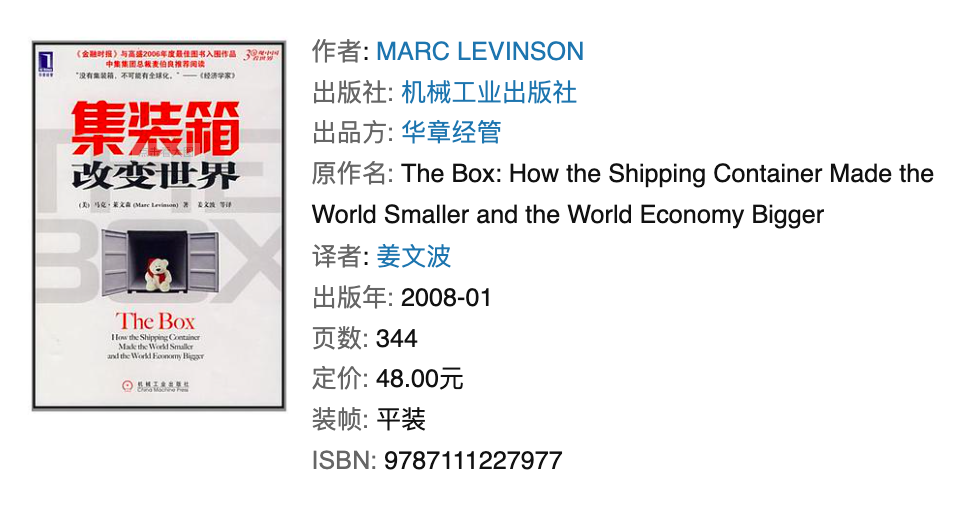 《金融时报》与高盛2006年度最佳图书入围作品
中集集团总裁麦伯良推荐阅读
"没有集装箱，不可能有全球化。"——《经济学家》
集装箱
改变世界
(美) 马克·莱文森 (Marc Levinson) 著 姜文波 等译
THE
BOX
The Box
How the Shipping Container
Made the World Smaller
and the World Economy Bigger
机械工业出版社
China Machine Press
作者: MARC LEVINSON
出版社: 机械工业出版社
出品方: 华章经管
原作名: The Box: How the Shipping Container Made the
World Smaller and the World Economy Bigger
译者: 姜文波
出版年: 2008-01
页数: 344
定价: 48.00元
装帧: 平装
ISBN: 9787111227977